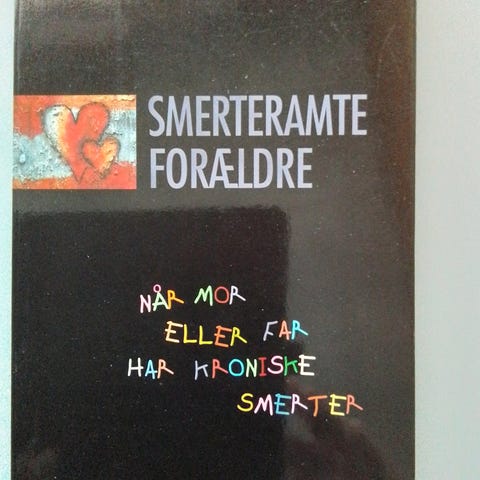 SMERTERAMTE
FORÆLDRE
NÅR MOR
ELLER FAR
HAR KRONISKE
SMERTER